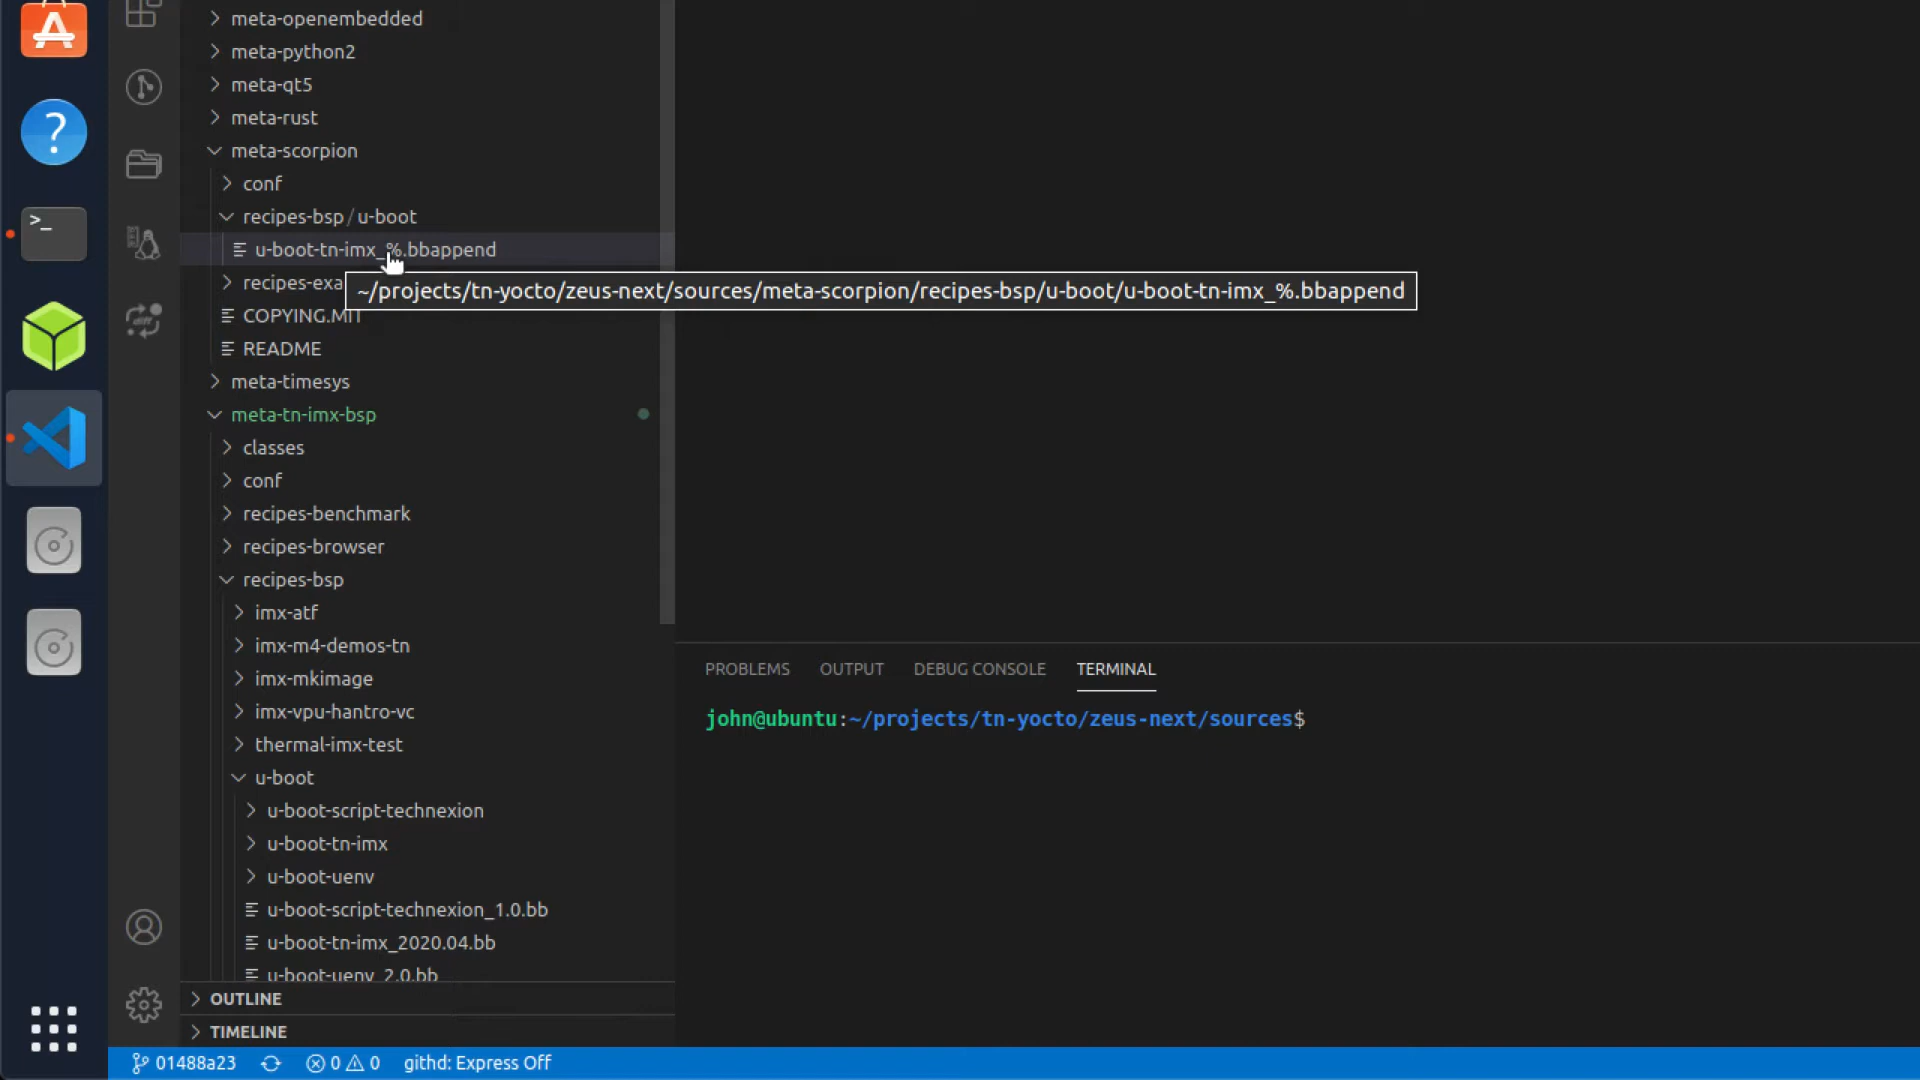 meta-openembedded
meta-python2
meta-qt5
meta-rust
meta-scorpion
conf
recipes-bsp / u-boot
u-boot-tn-imx_%.bbappend
recipes-exa
~/projects/tn-yocto/zeus-next/sources/meta-scorpion/recipes-bsp/u-boot/u-boot-tn-imx_%.bbappend
COPYING.MIT
README
meta-timesys
meta-tn-imx-bsp
classes
conf
recipes-benchmark
recipes-browser
recipes-bsp
imx-atf
imx-m4-demos-tn
imx-mkimage
imx-vpu-hantro-vc
thermal-imx-test
u-boot
u-boot-script-technexion
u-boot-tn-imx
u-boot-uenv
u-boot-script-technexion_1.0.bb
u-boot-tn-imx_2020.04.bb
u-boot-uenv_2.0.bb
OUTLINE
TIMELINE
PROBLEMS OUTPUT DEBUG CONSOLE TERMINAL
john@ubuntu:~/projects/tn-yocto/zeus-next/sources$
01488a23 0 0 githd: Express Off